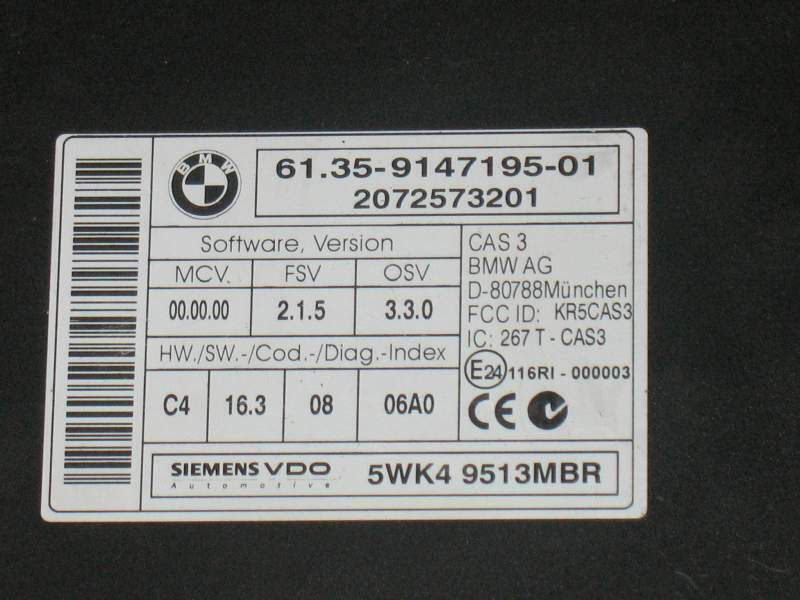 BMW
61.35-9147195-01
2072573201
Software, Version
MCV. FSV OSV
00.00.00 2.1.5 3.3.0
HW./SW.-/Cod.-/Diag.-Index
C4 16.3 08 06A0
CAS 3
BMW AG
D-80788München
FCC ID: KR5CAS3
IC: 267 T - CAS3
E24 116RI - 000003
CE
SIEMENS VDO
Automotive
5WK4 9513MBR